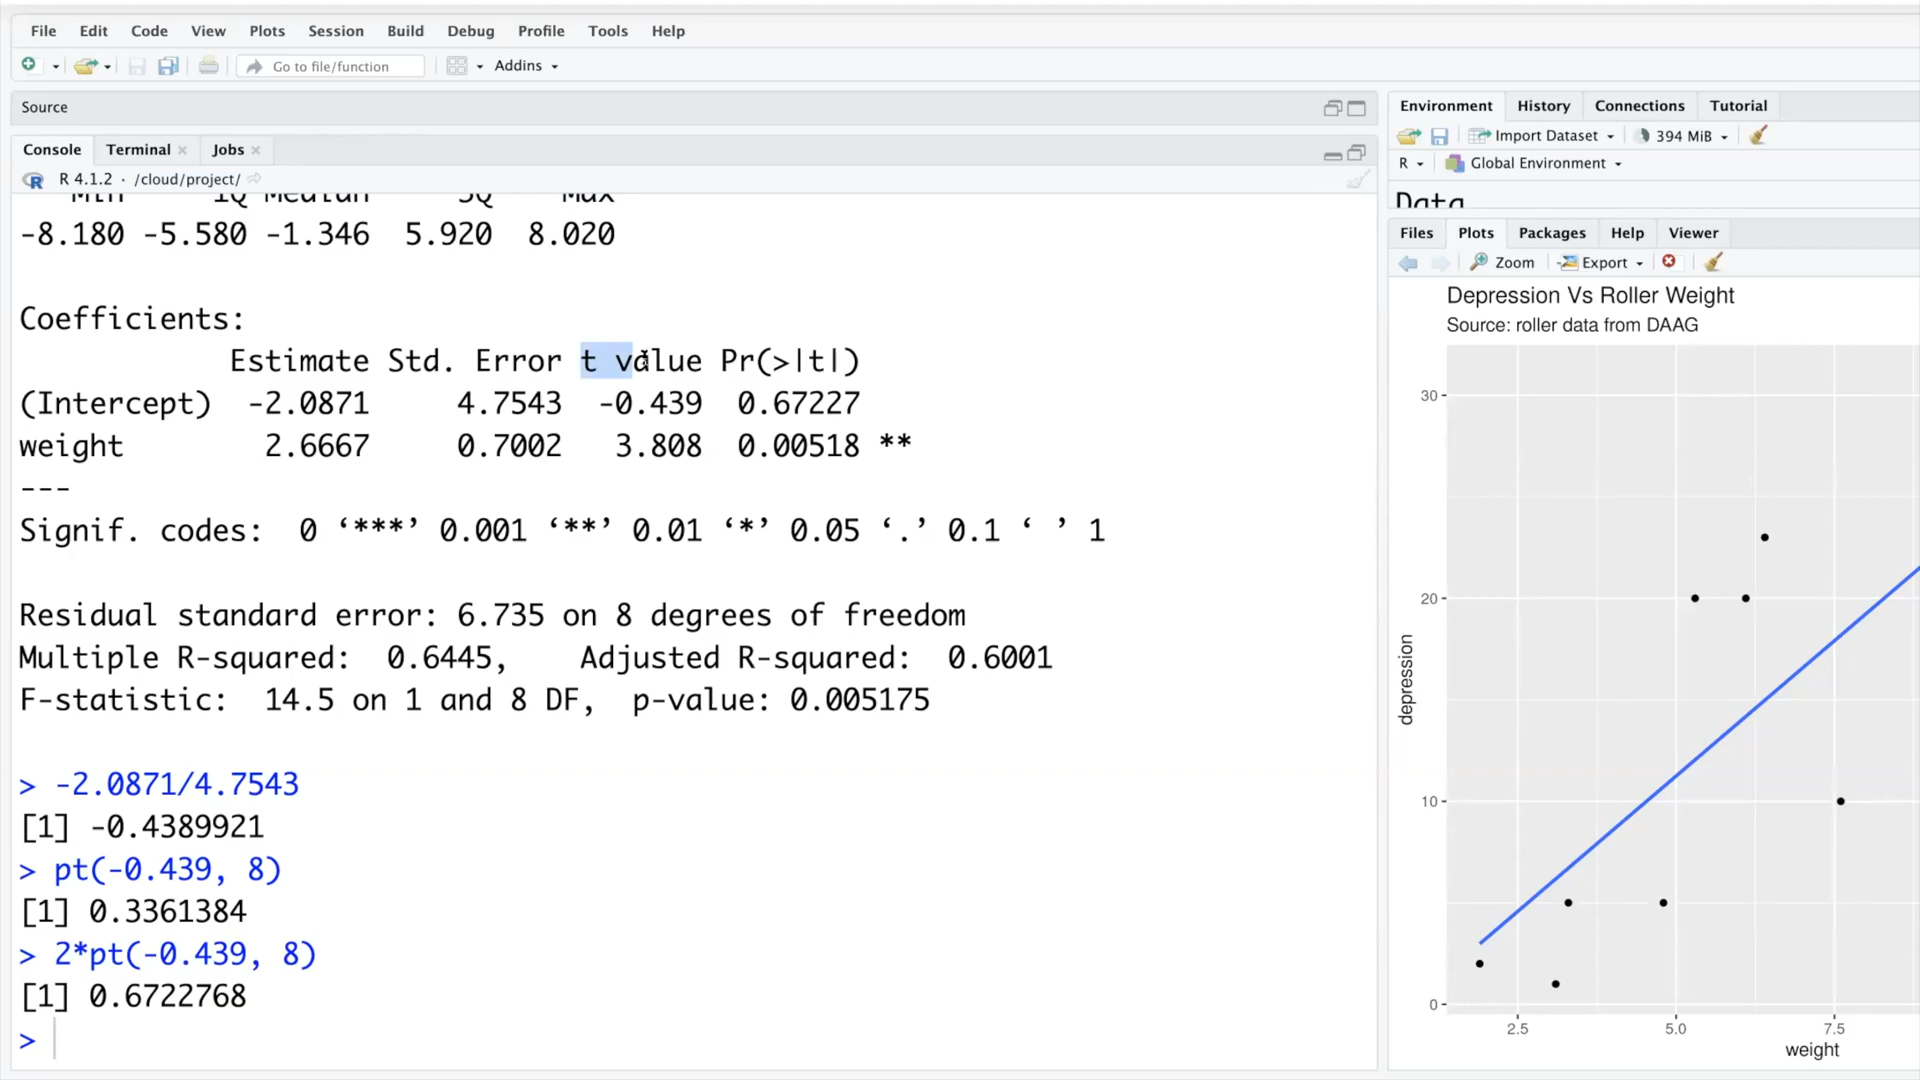 File Edit Code View Plots Session Build Debug Profile Tools Help
Go to file/function Addins
Source
Console Terminal Jobs
R 4.1.2 · /cloud/project/
Min 1Q Median 3Q Max
-8.180 -5.580 -1.346 5.920 8.020
Coefficients:
Estimate Std. Error t value Pr(>|t|)
(Intercept) -2.0871 4.7543 -0.439 0.67227
weight 2.6667 0.7002 3.808 0.00518 **
---
Signif. codes: 0 ‘***’ 0.001 ‘**’ 0.01 ‘*’ 0.05 ‘.’ 0.1 ‘ ’ 1
Residual standard error: 6.735 on 8 degrees of freedom
Multiple R-squared: 0.6445, Adjusted R-squared: 0.6001
F-statistic: 14.5 on 1 and 8 DF, p-value: 0.005175
> -2.0871/4.7543
[1] -0.4389921
> pt(-0.439, 8)
[1] 0.3361384
> 2*pt(-0.439, 8)
[1] 0.6722768
>
Environment History Connections Tutorial
Import Dataset 394 MiB
R Global Environment
Data
Files Plots Packages Help Viewer
Zoom Export
Depression Vs Roller Weight
Source: roller data from DAAG
30
20
10
0
depression
2.5 5.0 7.5
weight